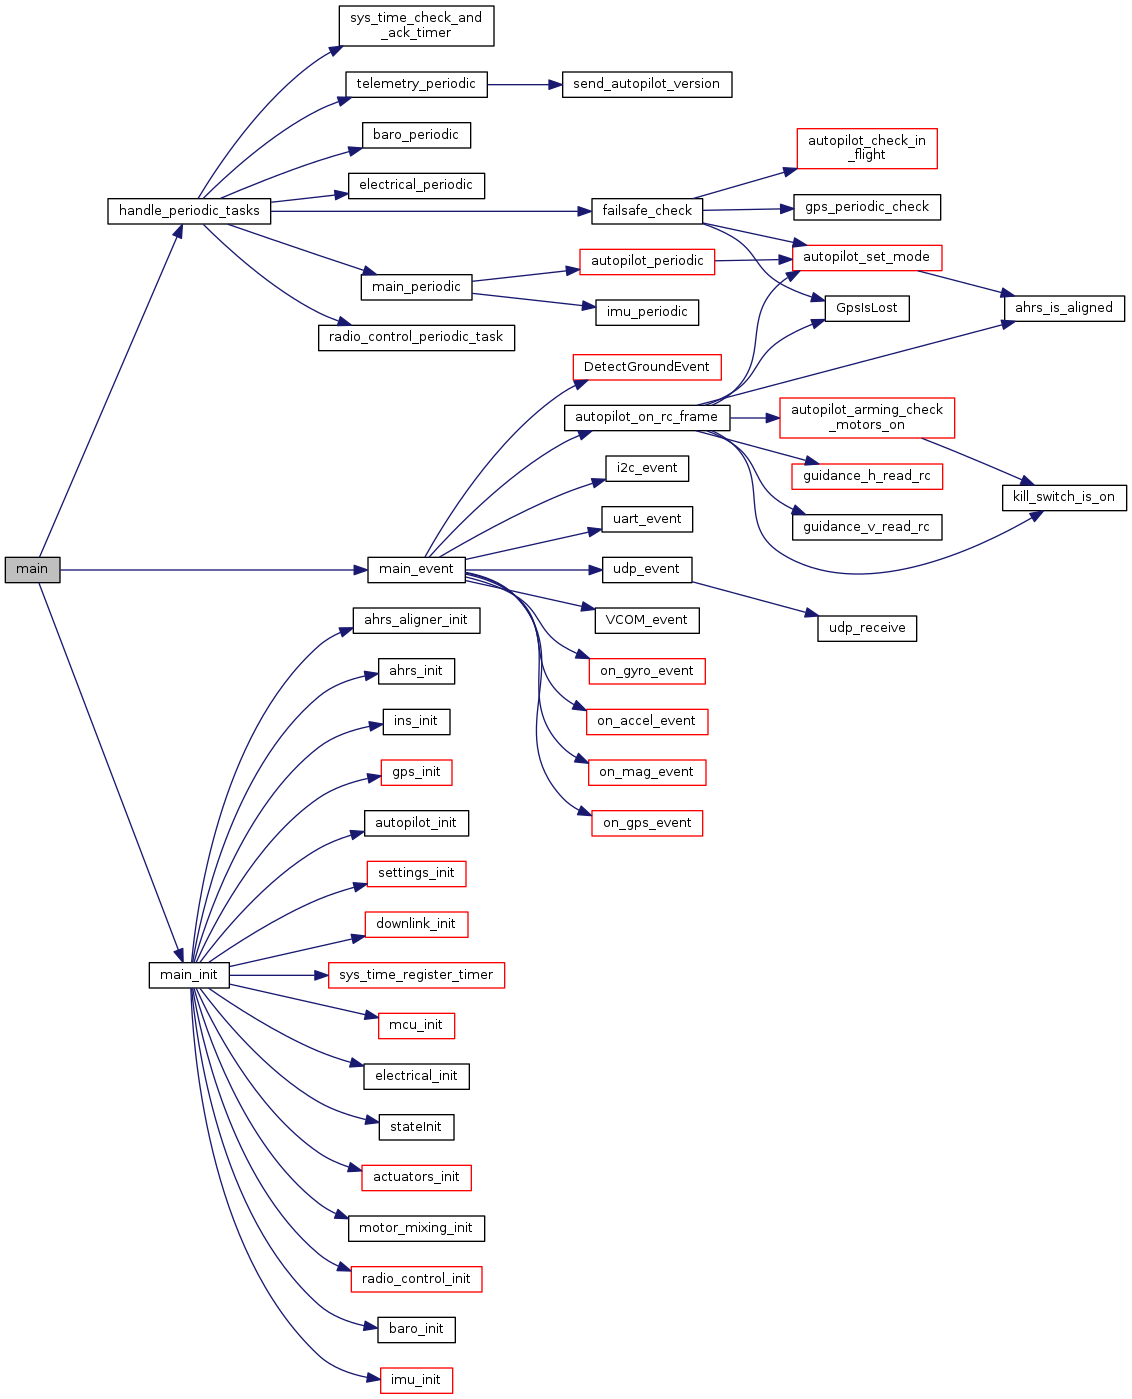 sys_time_check_and
_ack_timer
telemetry_periodic
send_autopilot_version
baro_periodic
autopilot_check_in
_flight
electrical_periodic
handle_periodic_tasks
failsafe_check
gps_periodic_check
autopilot_periodic
autopilot_set_mode
main_periodic
imu_periodic
GpsIsLost
ahrs_is_aligned
radio_control_periodic_task
DetectGroundEvent
autopilot_on_rc_frame
autopilot_arming_check
_motors_on
i2c_event
guidance_h_read_rc
kill_switch_is_on
uart_event
guidance_v_read_rc
main
main_event
udp_event
ahrs_aligner_init
VCOM_event
udp_receive
ahrs_init
on_gyro_event
ins_init
on_accel_event
gps_init
on_mag_event
autopilot_init
on_gps_event
settings_init
downlink_init
main_init
sys_time_register_timer
mcu_init
electrical_init
stateInit
actuators_init
motor_mixing_init
radio_control_init
baro_init
imu_init